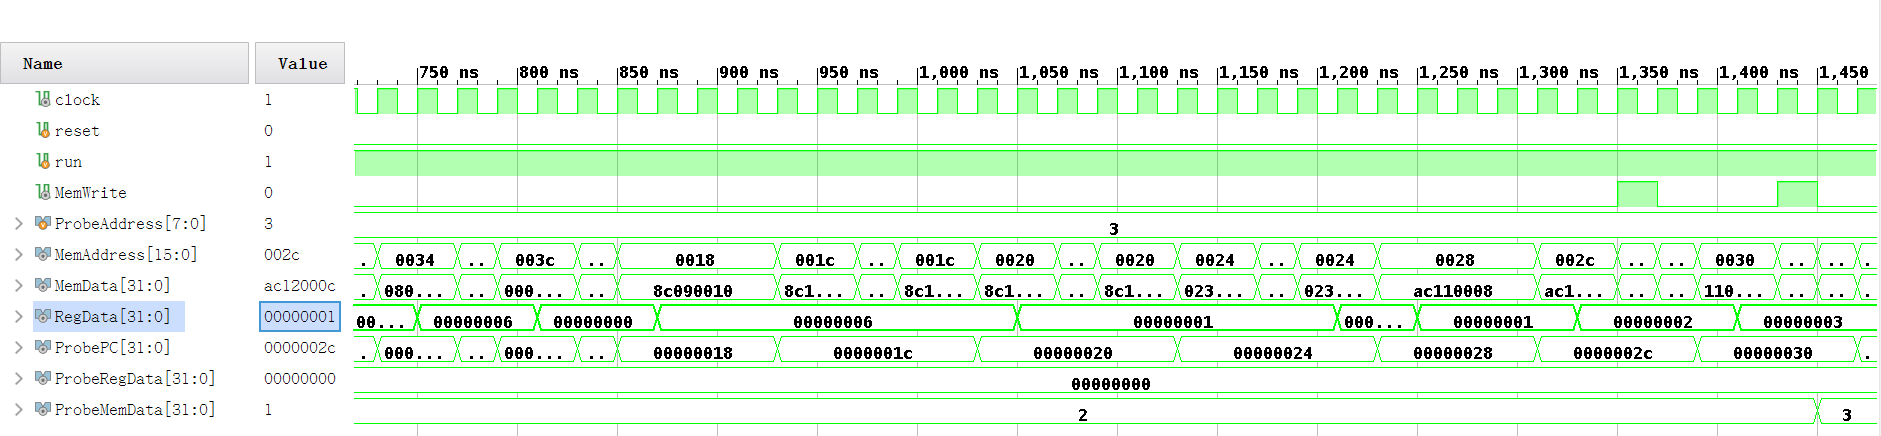 Name Value 750 ns 800 ns 850 ns 900 ns 950 ns 1,000 ns 1,050 ns 1,100 ns 1,150 ns 1,200 ns 1,250 ns 1,300 ns 1,350 ns 1,400 ns 1,450
clock 1
reset 0
run 1
MemWrite 0
ProbeAddress[7:0] 3 3
MemAddress[15:0] 002c . 0034 .. 003c .. 0018 001c .. 001c 0020 .. 0020 0024 .. 0024 0028 002c .. .. 0030 .. .. .
MemData[31:0] ac12000c . 080... .. 000... .. 8c090010 8c1... .. 8c1... 8c1... .. 8c1... 023... .. 023... ac110008 ac1... .. .. 110... .. .. .
RegData[31:0] 00000001 00... 00000006 00000000 00000006 00000001 000... 00000001 00000002 00000003
ProbePC[31:0] 0000002c . 000... .. 000... .. 00000018 0000001c 00000020 00000024 00000028 0000002c 00000030 .
ProbeRegData[31:0] 00000000 00000000
ProbeMemData[31:0] 1 2 3